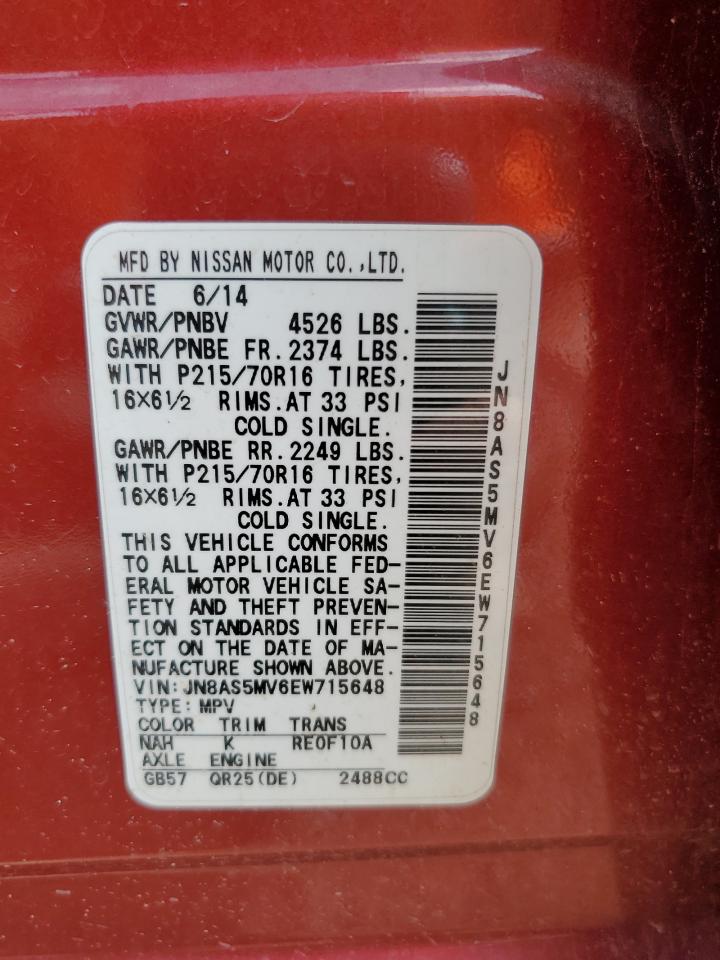 MFD BY NISSAN MOTOR CO.,LTD.
DATE 6/14
GVWR/PNBV 4526 LBS.
GAWR/PNBE FR. 2374 LBS.
WITH P215/70R16 TIRES,
16×6½ RIMS. AT 33 PSI
COLD SINGLE.
GAWR/PNBE RR. 2249 LBS.
WITH P215/70R16 TIRES,
16×6½ RIMS. AT 33 PSI
COLD SINGLE.
THIS VEHICLE CONFORMS
TO ALL APPLICABLE FED-
ERAL MOTOR VEHICLE SA-
FETY AND THEFT PREVEN-
TION STANDARDS IN EFF-
ECT ON THE DATE OF MA-
NUFACTURE SHOWN ABOVE.
VIN: JN8AS5MV6EW715648
TYPE: MPV
COLOR TRIM TRANS
NAH K RE0F10A
AXLE ENGINE
GB57 QR25(DE) 2488CC
JN8AS5MV6EW715648